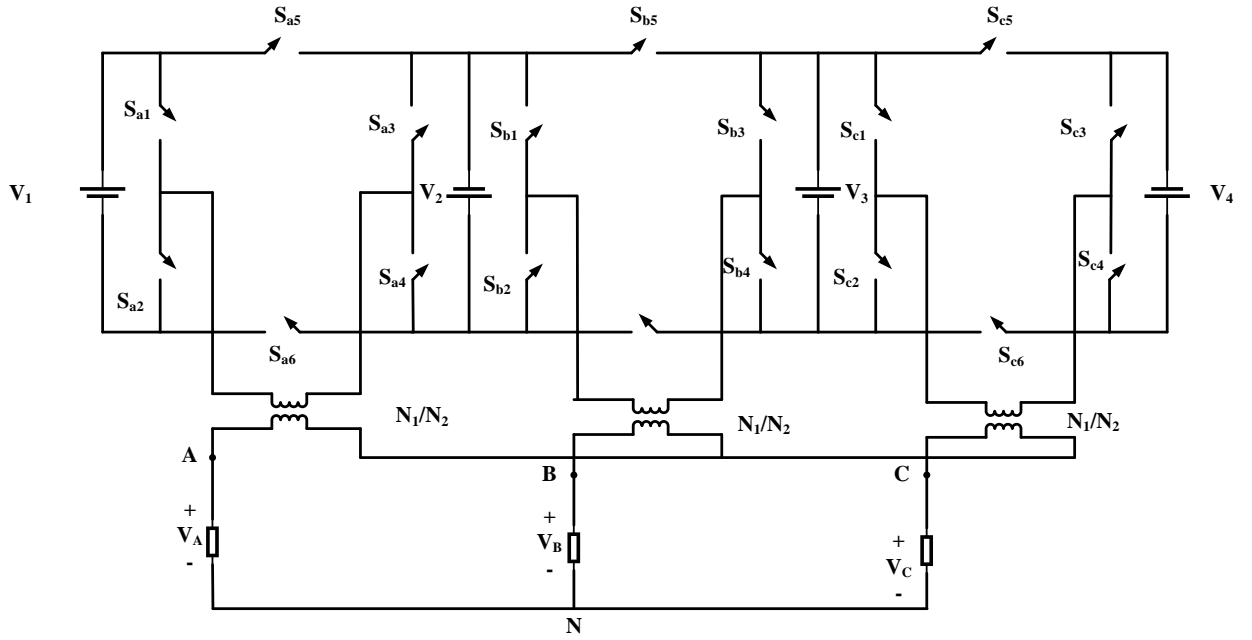 Sa5
Sb5
Sc5
Sa1
Sa3
Sb1
Sb3
Sc1
Sc3
V1
V2
V3
V4
Sa2
Sa4
Sb2
Sb4
Sc2
Sc4
Sa6
Sc6
N1/N2
N1/N2
N1/N2
A
B
C
+
VA
-
+
VB
-
+
VC
-
N